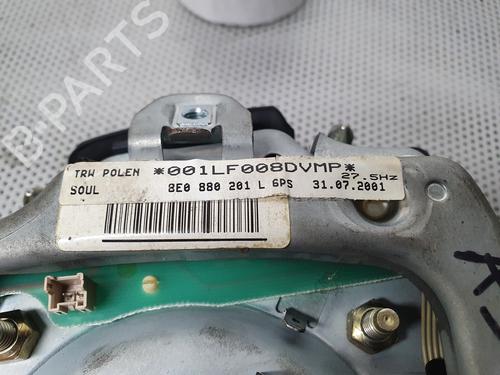 B-PARTS
TRW POLEN *001LF008DVMP*
27.5Hz
SOUL 8E0 880 201 L 6PS 31.07.2001